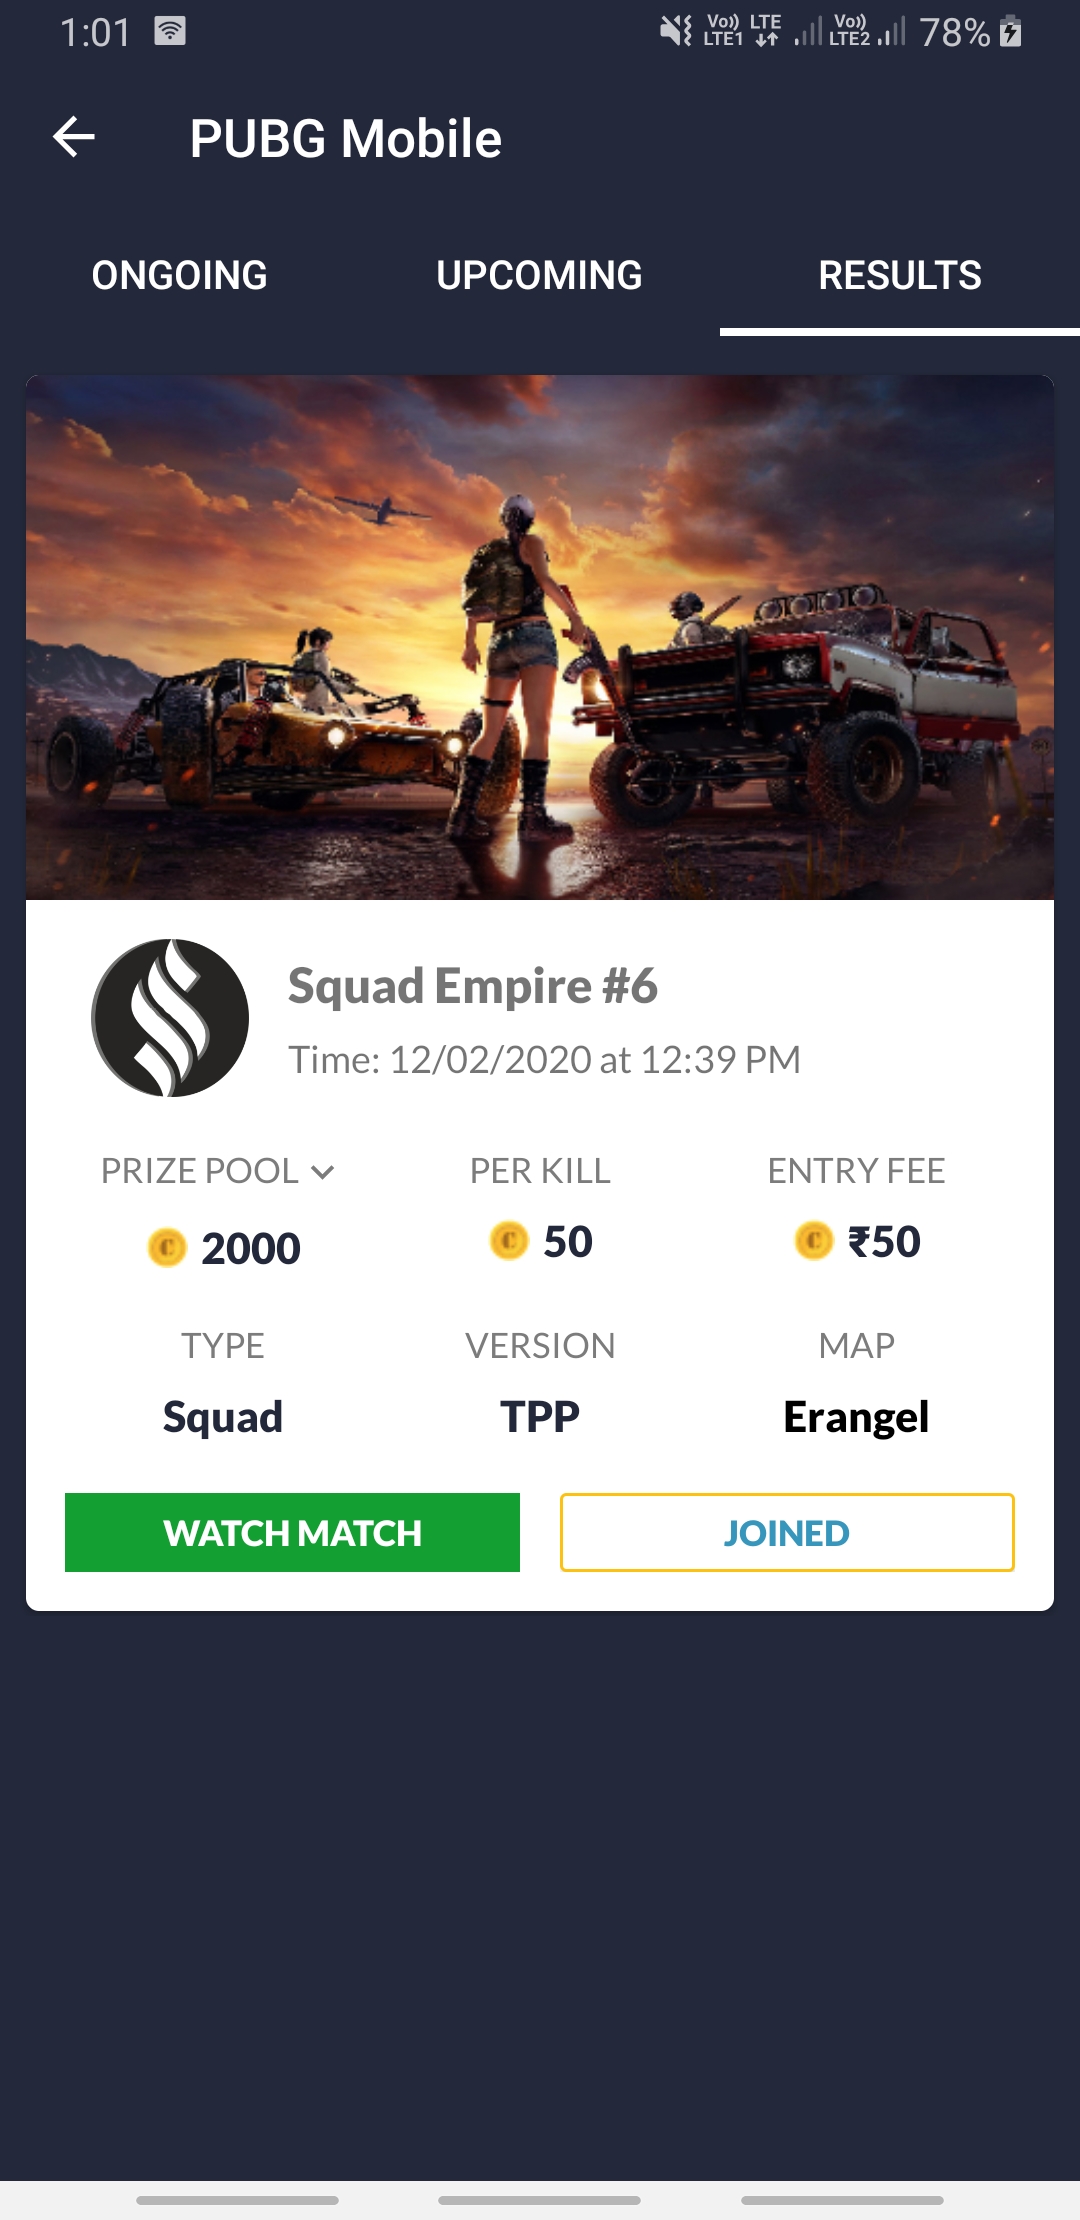 1:01 Vo)) LTE1 LTE Vo)) LTE2 78%
PUBG Mobile
ONGOING UPCOMING RESULTS
Squad Empire #6
Time: 12/02/2020 at 12:39 PM
PRIZE POOL PER KILL ENTRY FEE
2000 50 ₹50
TYPE VERSION MAP
Squad TPP Erangel
WATCH MATCH JOINED